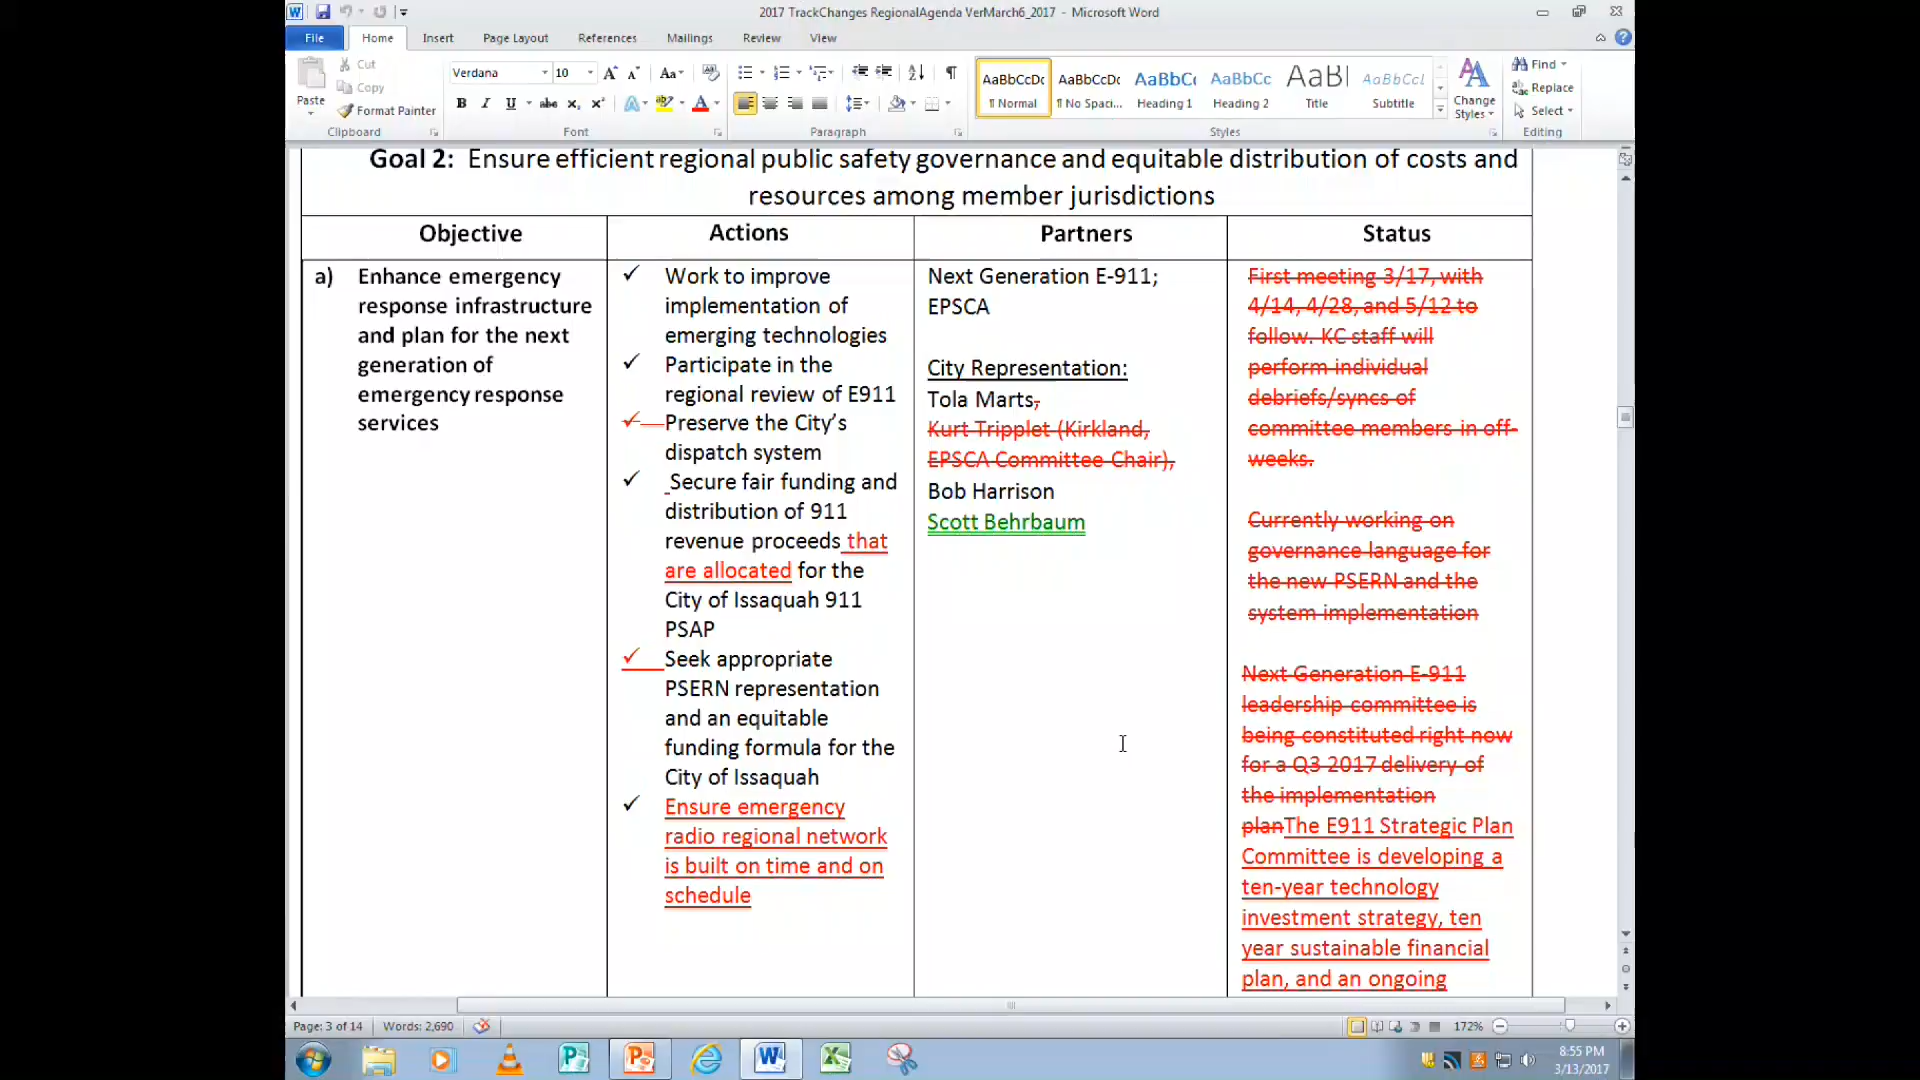 2017 TrackChanges RegionalAgenda VerMarch6_2017 - Microsoft Word
File Home Insert Page Layout References Mailings Review View
Paste
Cut
Copy
Format Painter
Clipboard
Verdana 10
Font
Paragraph
AaBbCcDc AaBbCcDc AaBbC AaBbCc AaBl AaBbCcl
¶ Normal ¶ No Spaci... Heading 1 Heading 2 Title Subtitle
Change Styles
Styles
Find
Replace
Select
Editing
Goal 2: Ensure efficient regional public safety governance and equitable distribution of costs and
resources among member jurisdictions
Objective Actions Partners Status
a) Enhance emergency
response infrastructure
and plan for the next
generation of
emergency response
services
✓ Work to improve
implementation of
emerging technologies
✓ Participate in the
regional review of E911
✓ Preserve the City’s
dispatch system
✓ Secure fair funding and
distribution of 911
revenue proceeds that
are allocated for the
City of Issaquah 911
PSAP
✓ Seek appropriate
PSERN representation
and an equitable
funding formula for the
City of Issaquah
✓ Ensure emergency
radio regional network
is built on time and on
schedule
Next Generation E-911;
EPSCA
City Representation:
Tola Marts,
Kurt Tripplet (Kirkland,
EPSCA Committee Chair),
Bob Harrison
Scott Behrbaum
First meeting 3/17, with
4/14, 4/28, and 5/12 to
follow. KC staff will
perform individual
debriefs/syncs of
committee members in off-
weeks.
Currently working on
governance language for
the new PSERN and the
system implementation
Next Generation E-911
leadership committee is
being constituted right now
for a Q3 2017 delivery of
the implementation
planThe E911 Strategic Plan
Committee is developing a
ten-year technology
investment strategy, ten
year sustainable financial
plan, and an ongoing
Page: 3 of 14 Words: 2,690 172%
8:55 PM
3/13/2017